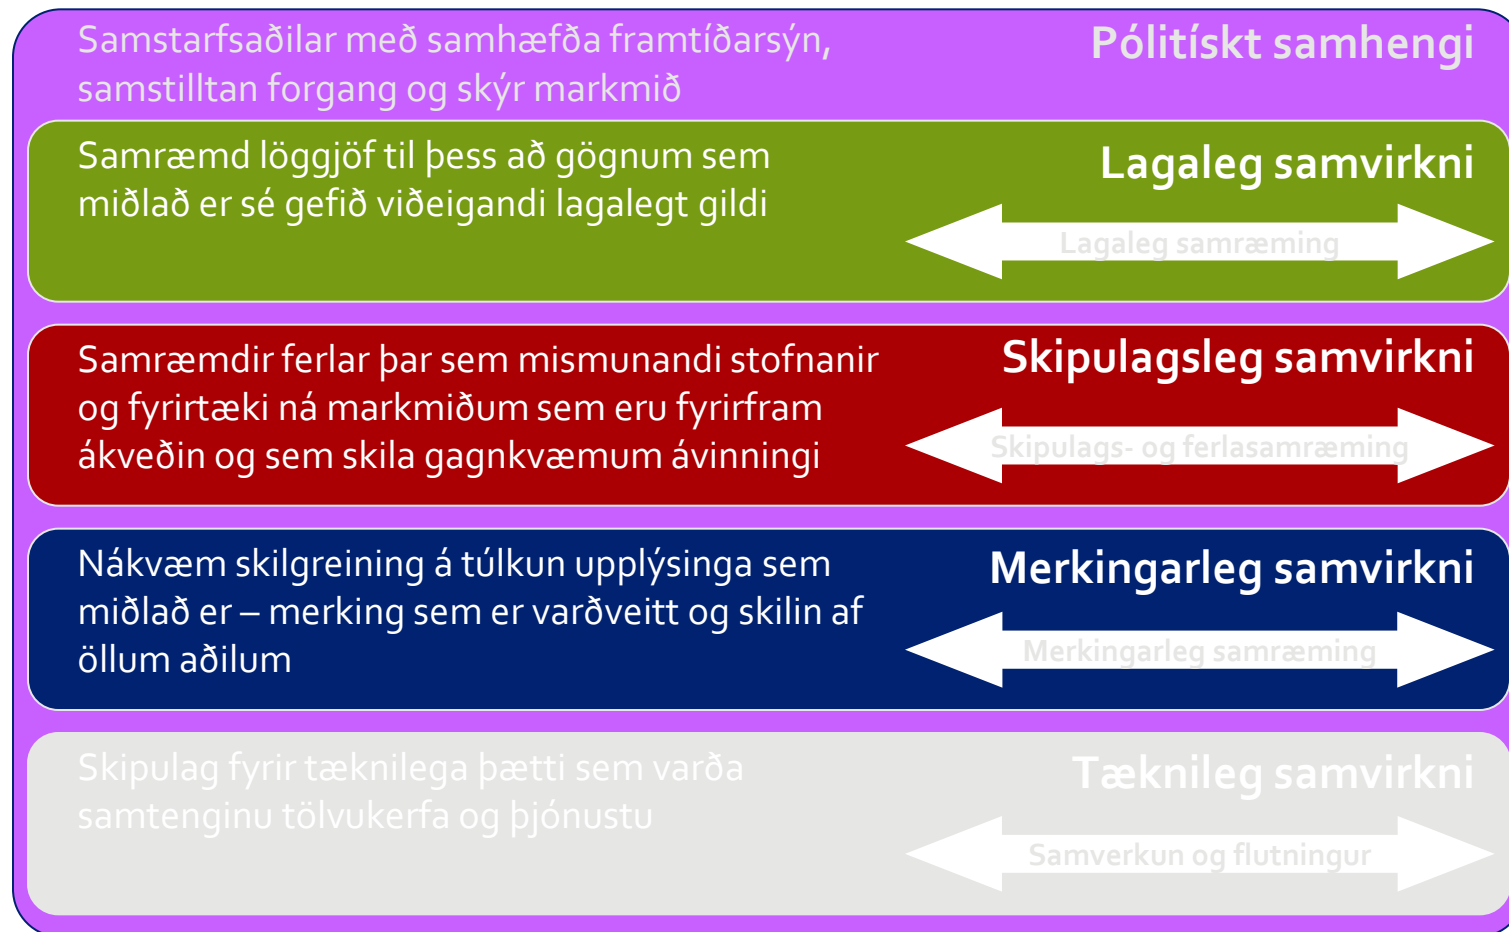 Samstarfsaðilar með samhæfða framtíðarsýn,
samstilltan forgang og skýr markmið
Pólitískt samhengi
Samræmd löggjöf til þess að gögnum sem
miðlað er sé gefið viðeigandi lagalegt gildi
Lagaleg samvirkni
Lagaleg samræming
Samræmdir ferlar þar sem mismunandi stofnanir
og fyrirtæki ná markmiðum sem eru fyrirfram
ákveðin og sem skila gagnkvæmum ávinningi
Skipulagsleg samvirkni
Skipulags- og ferlasamræming
Nákvæm skilgreining á túlkun upplýsinga sem
miðlað er – merking sem er varðveitt og skilin af
öllum aðilum
Merkingarleg samvirkni
Merkingarleg samræming
Skipulag fyrir tæknilega þætti sem varða
samtenginu tölvukerfa og þjónustu
Tæknileg samvirkni
Samverkun og flutningur